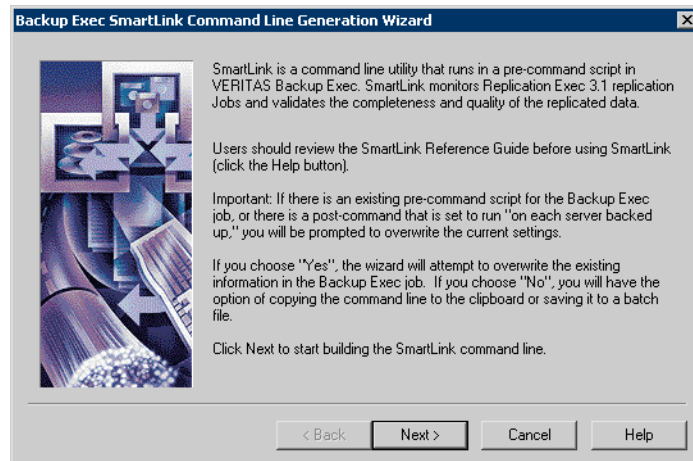 Backup Exec SmartLink Command Line Generation Wizard
SmartLink is a command line utility that runs in a pre-command script in
VERITAS Backup Exec. SmartLink monitors Replication Exec 3.1 replication
Jobs and validates the completeness and quality of the replicated data.
Users should review the SmartLink Reference Guide before using SmartLink
(click the Help button).
Important: If there is an existing pre-command script for the Backup Exec
job, or there is a post-command that is set to run "on each server backed
up," you will be prompted to overwrite the current settings.
If you choose "Yes", the wizard will attempt to overwrite the existing
information in the Backup Exec job. If you choose "No", you will have the
option of copying the command line to the clipboard or saving it to a batch
file.
Click Next to start building the SmartLink command line.
< Back Next > Cancel Help